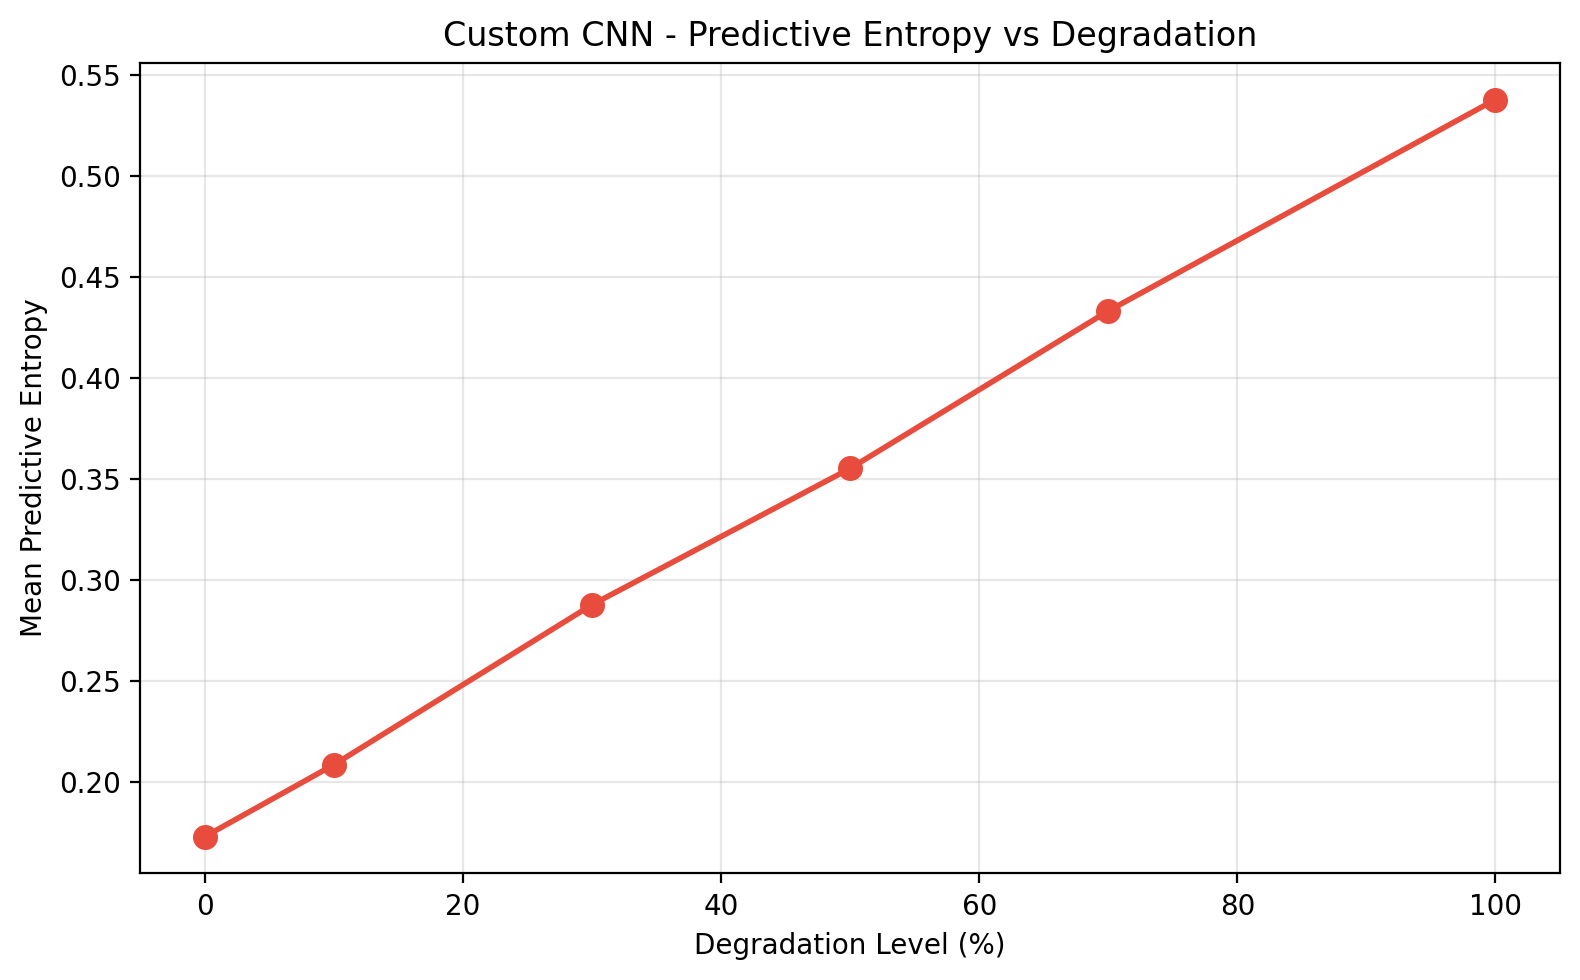 Custom CNN - Predictive Entropy vs Degradation
0.55
0.50
0.45
0.40
0.35
0.30
0.25
0.20
Mean Predictive Entropy
0 20 40 60 80 100
Degradation Level (%)